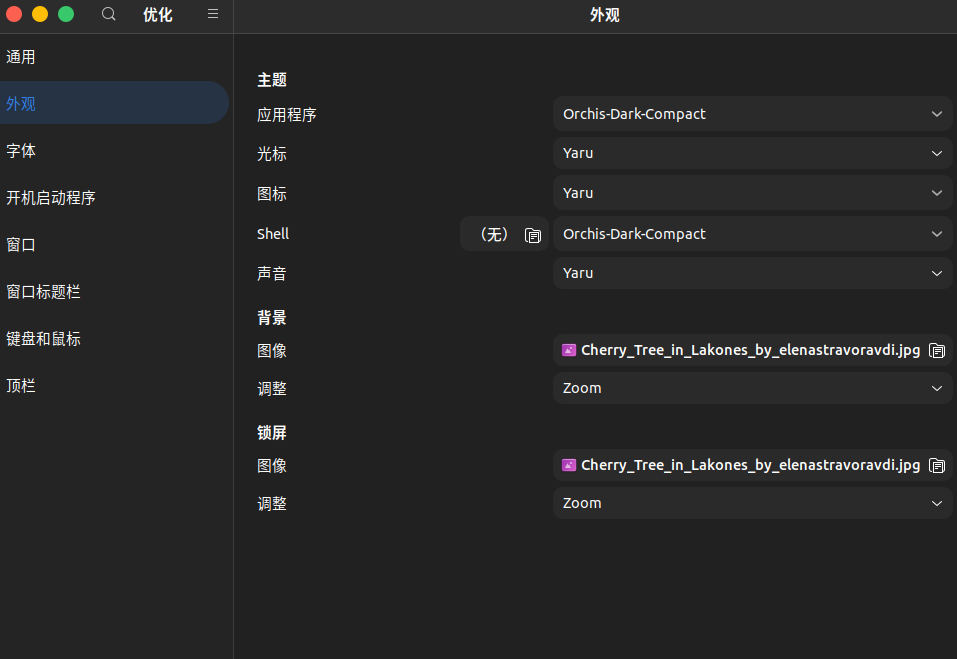 优化
外观
通用
外观
字体
开机启动程序
窗口
窗口标题栏
键盘和鼠标
顶栏
主题
应用程序 Orchis-Dark-Compact
光标 Yaru
图标 Yaru
Shell （无） Orchis-Dark-Compact
声音 Yaru
背景
图像 Cherry_Tree_in_Lakones_by_elenastravoravdi.jpg
调整 Zoom
锁屏
图像 Cherry_Tree_in_Lakones_by_elenastravoravdi.jpg
调整 Zoom